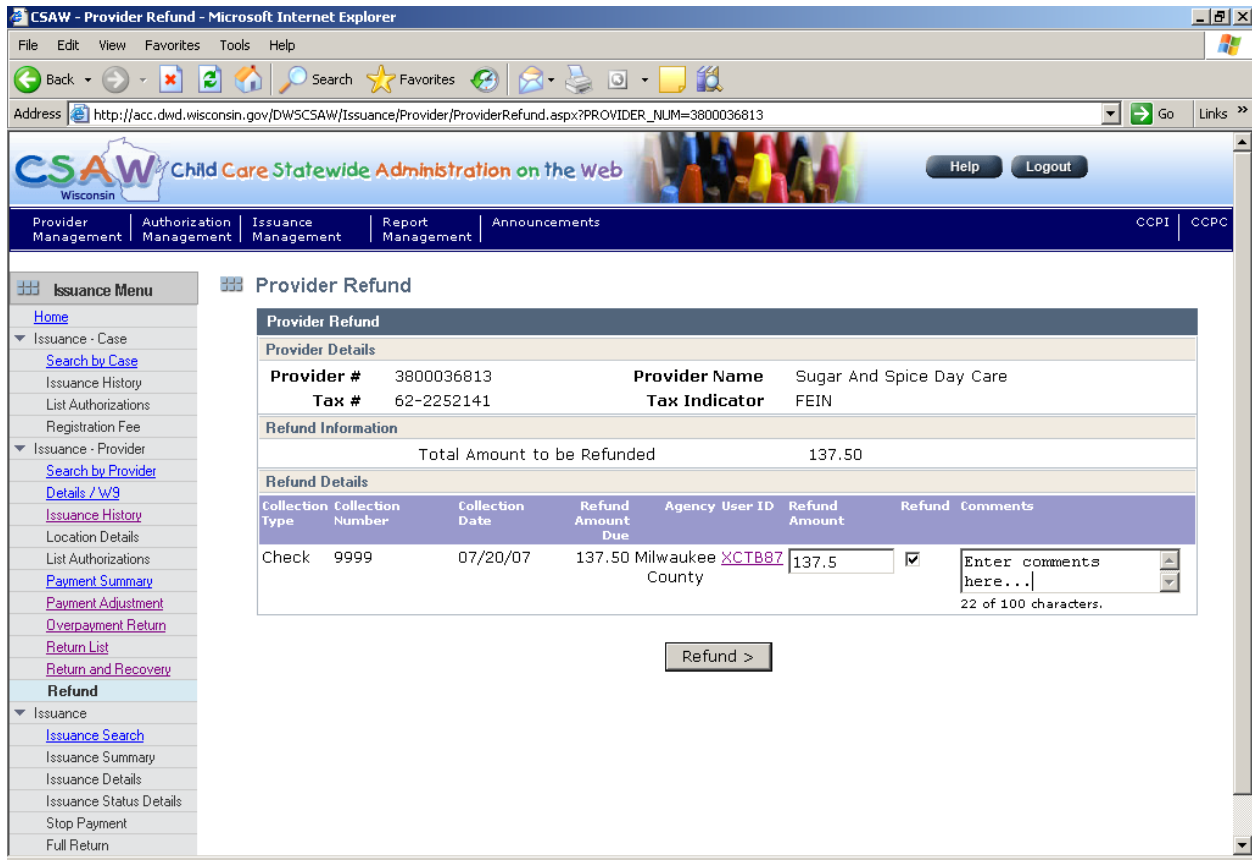 CSAW - Provider Refund - Microsoft Internet Explorer
File Edit View Favorites Tools Help
Back Search Favorites
Address http://acc.dwd.wisconsin.gov/DWSCSAW/Issuance/Provider/ProviderRefund.aspx?PROVIDER_NUM=3800036813 Go Links »
CSAW Child Care Statewide Administration on the Web Help Logout
Wisconsin
Provider Management Authorization Management Issuance Management Report Management Announcements CCPI CCPC
Issuance Menu
Home
Issuance - Case
Search by Case
Issuance History
List Authorizations
Registration Fee
Issuance - Provider
Search by Provider
Details / W9
Issuance History
Location Details
List Authorizations
Payment Summary
Payment Adjustment
Overpayment Return
Return List
Return and Recovery
Refund
Issuance
Issuance Search
Issuance Summary
Issuance Details
Issuance Status Details
Stop Payment
Full Return
Provider Refund
Provider Refund
Provider Details
Provider # 3800036813 Provider Name Sugar And Spice Day Care
Tax # 62-2252141 Tax Indicator FEIN
Refund Information
Total Amount to be Refunded 137.50
Refund Details
Collection Type Collection Number Collection Date Refund Amount Due Agency User ID Refund Amount Refund Comments
Check 9999 07/20/07 137.50 Milwaukee County XCTB87 137.5 Enter comments
here...
22 of 100 characters.
Refund >